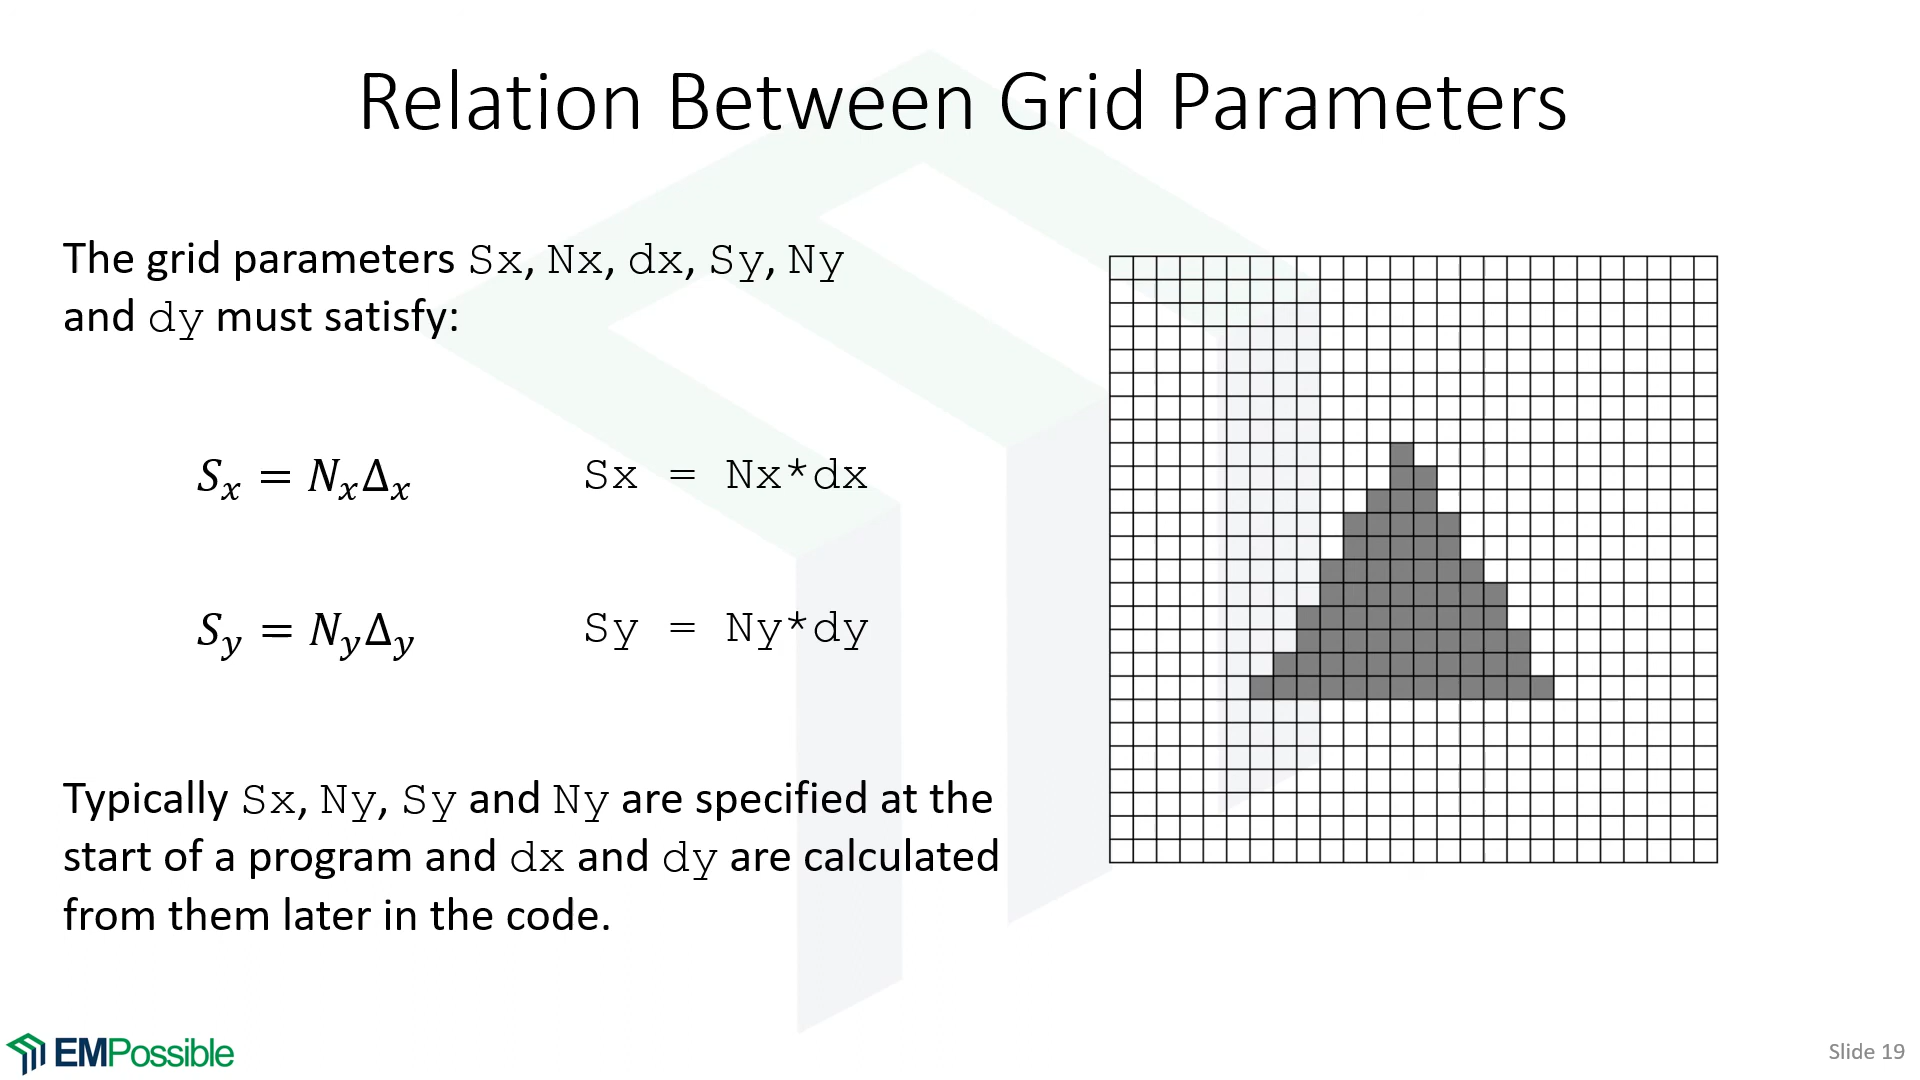 Relation Between Grid Parameters
The grid parameters Sx, Nx, dx, Sy, Ny
and dy must satisfy:
Sₓ = NₓΔₓ
Sx = Nx*dx
S_y = N_yΔ_y
Sy = Ny*dy
Typically Sx, Ny, Sy and Ny are specified at the
start of a program and dx and dy are calculated
from them later in the code.
EMPossible
Slide 19